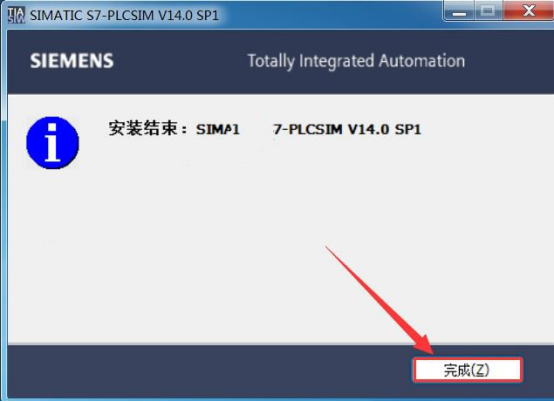 SIMATIC S7-PLCSIM V14.0 SP1
SIEMENS Totally Integrated Automation
安装结束：SIMA 7-PLCSIM V14.0 SP1
完成(Z)